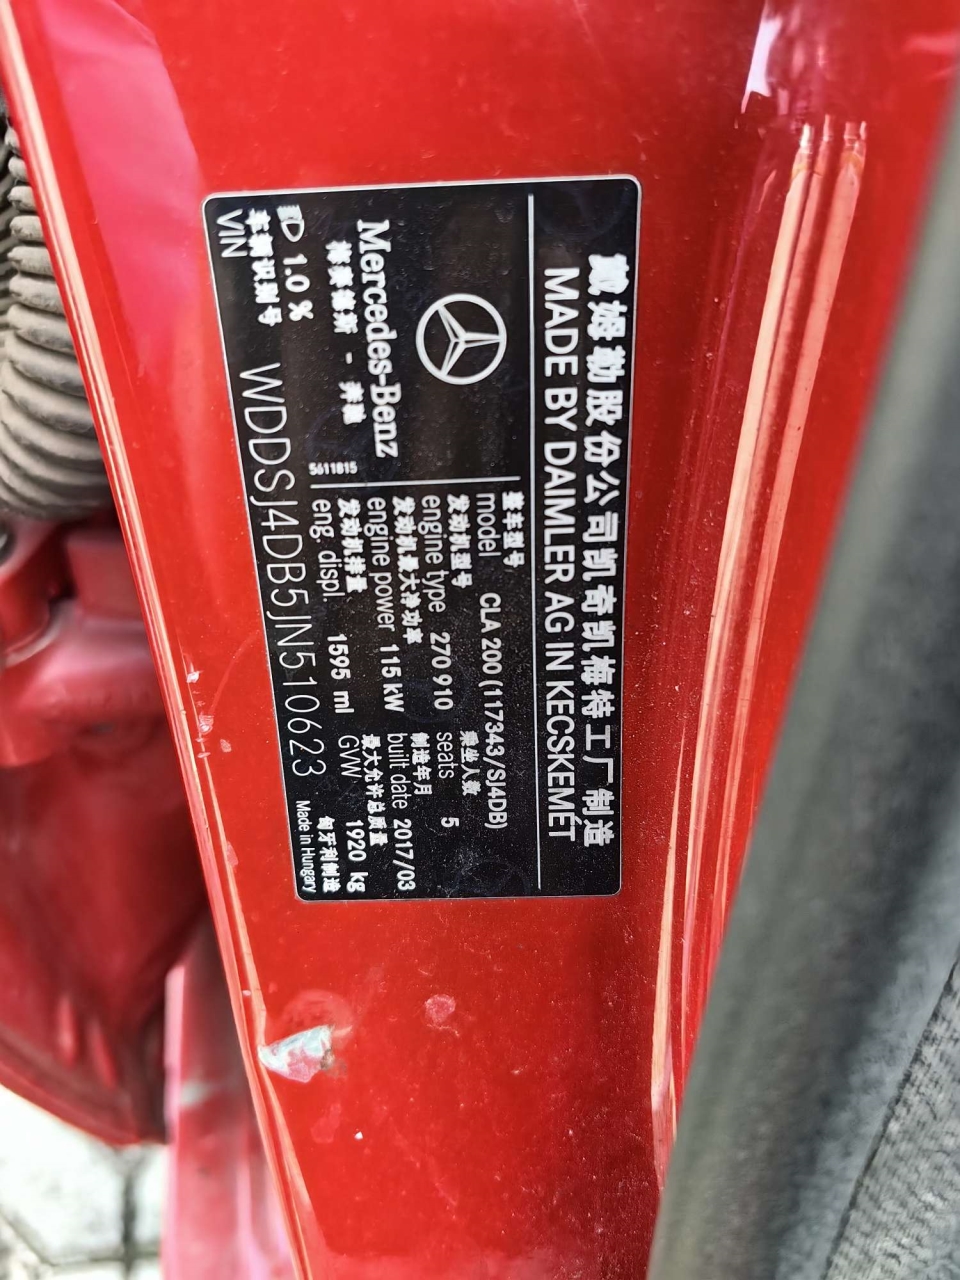 戴姆勒股份公司凯奇凯梅特工厂制造
MADE BY DAIMLER AG IN KECSKEMÉT
Mercedes-Benz
梅赛德斯 - 奔驰
1.0 %
5611815
整车型号
model CLA 200 (117343/SJ4DB)
发动机型号 乘坐人数
engine type 270 910 seats 5
发动机最大净功率 制造年月
engine power 115 kW built date 2017/03
发动机排量 最大允许总质量
eng. displ. 1595 ml GVW 1920 kg
车辆识别号 匈牙利制造
VIN WDDSJ4DB5JN510623 Made in Hungary